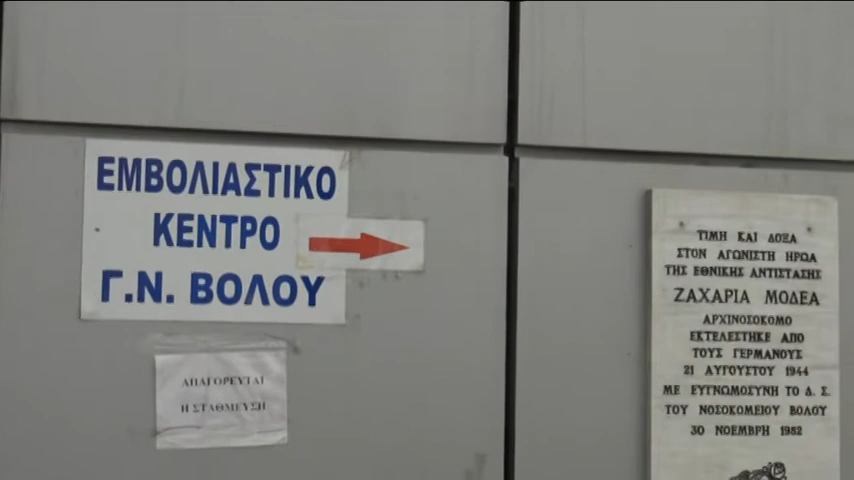 ΕΜΒΟΛΙΑΣΤΙΚΟ
ΚΕΝΤΡΟ
Γ.Ν. ΒΟΛΟΥ
ΑΠΑΓΟΡΕΥΤΑΙ
Η ΣΤΑΘΜΕΥΣΗ
ΤΙΜΗ ΚΑΙ ΔΟΞΑ
ΣΤΟΝ ΑΓΩΝΙΣΤΗ ΗΡΩΑ
ΤΗΣ ΕΘΝΙΚΗΣ ΑΝΤΙΣΤΑΣΗΣ
ΖΑΧΑΡΙΑ ΜΟΔΕΑ
ΑΡΧΙΝΟΣΟΚΟΜΟ
ΕΚΤΕΛΕΣΤΗΚΕ ΑΠΟ
ΤΟΥΣ ΓΕΡΜΑΝΟΥΣ
21 ΑΥΓΟΥΣΤΟΥ 1944
ΜΕ ΕΥΓΝΩΜΟΣΥΝΗ ΤΟ Δ. Σ.
ΤΟΥ ΝΟΣΟΚΟΜΕΙΟΥ ΒΟΛΟΥ
30 ΝΟΕΜΒΡΗ 1982